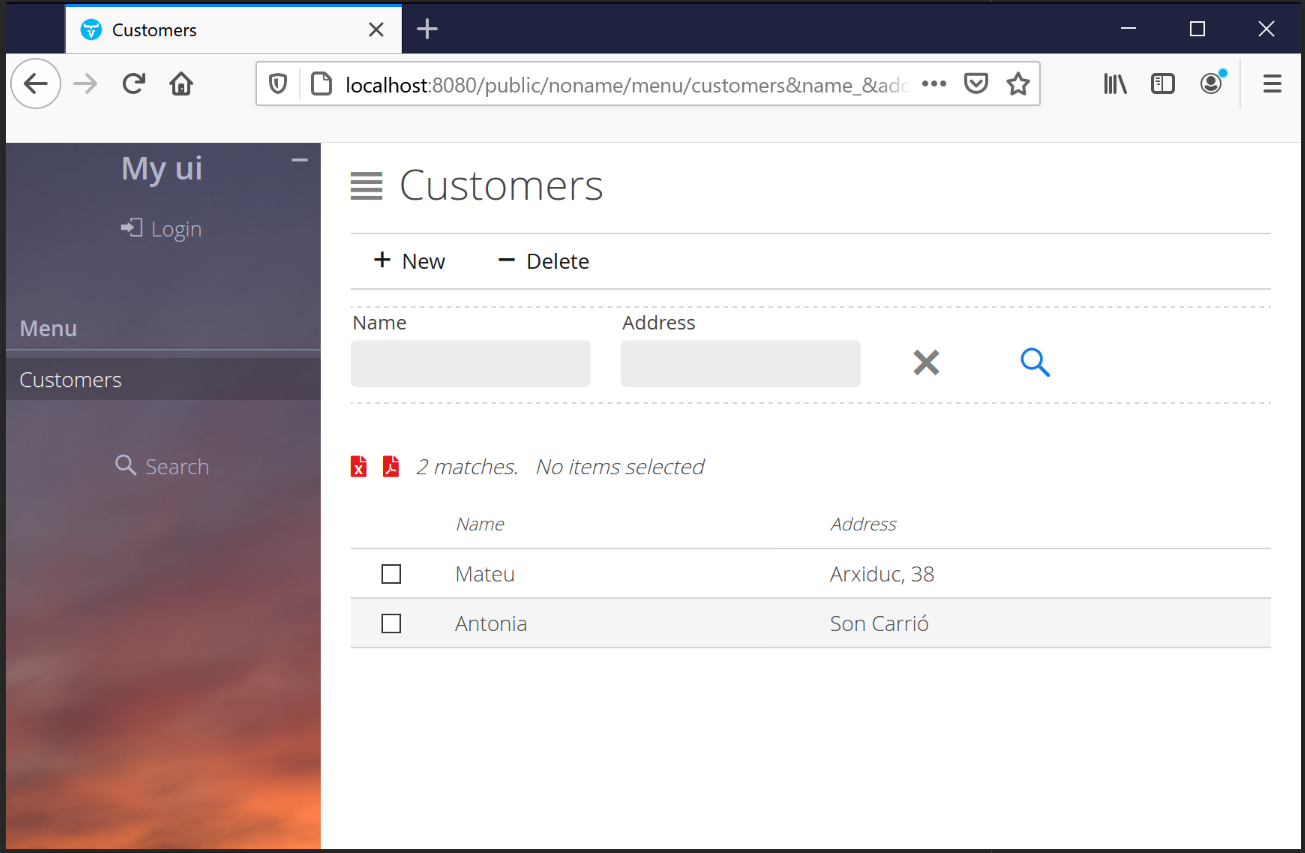 Customers
localhost:8080/public/noname/menu/customers&name_&add
My ui
Login
Menu
Customers
Search
Customers
New Delete
Name Address
2 matches. No items selected
Name Address
Mateu Arxiduc, 38
Antonia Son Carrió